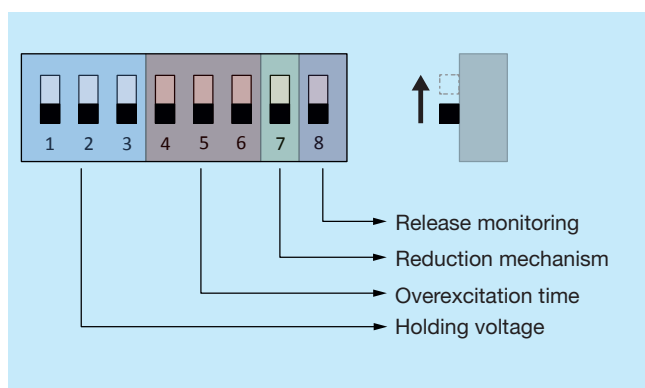 1 2 3 4 5 6 7 8
Release monitoring
Reduction mechanism
Overexcitation time
Holding voltage